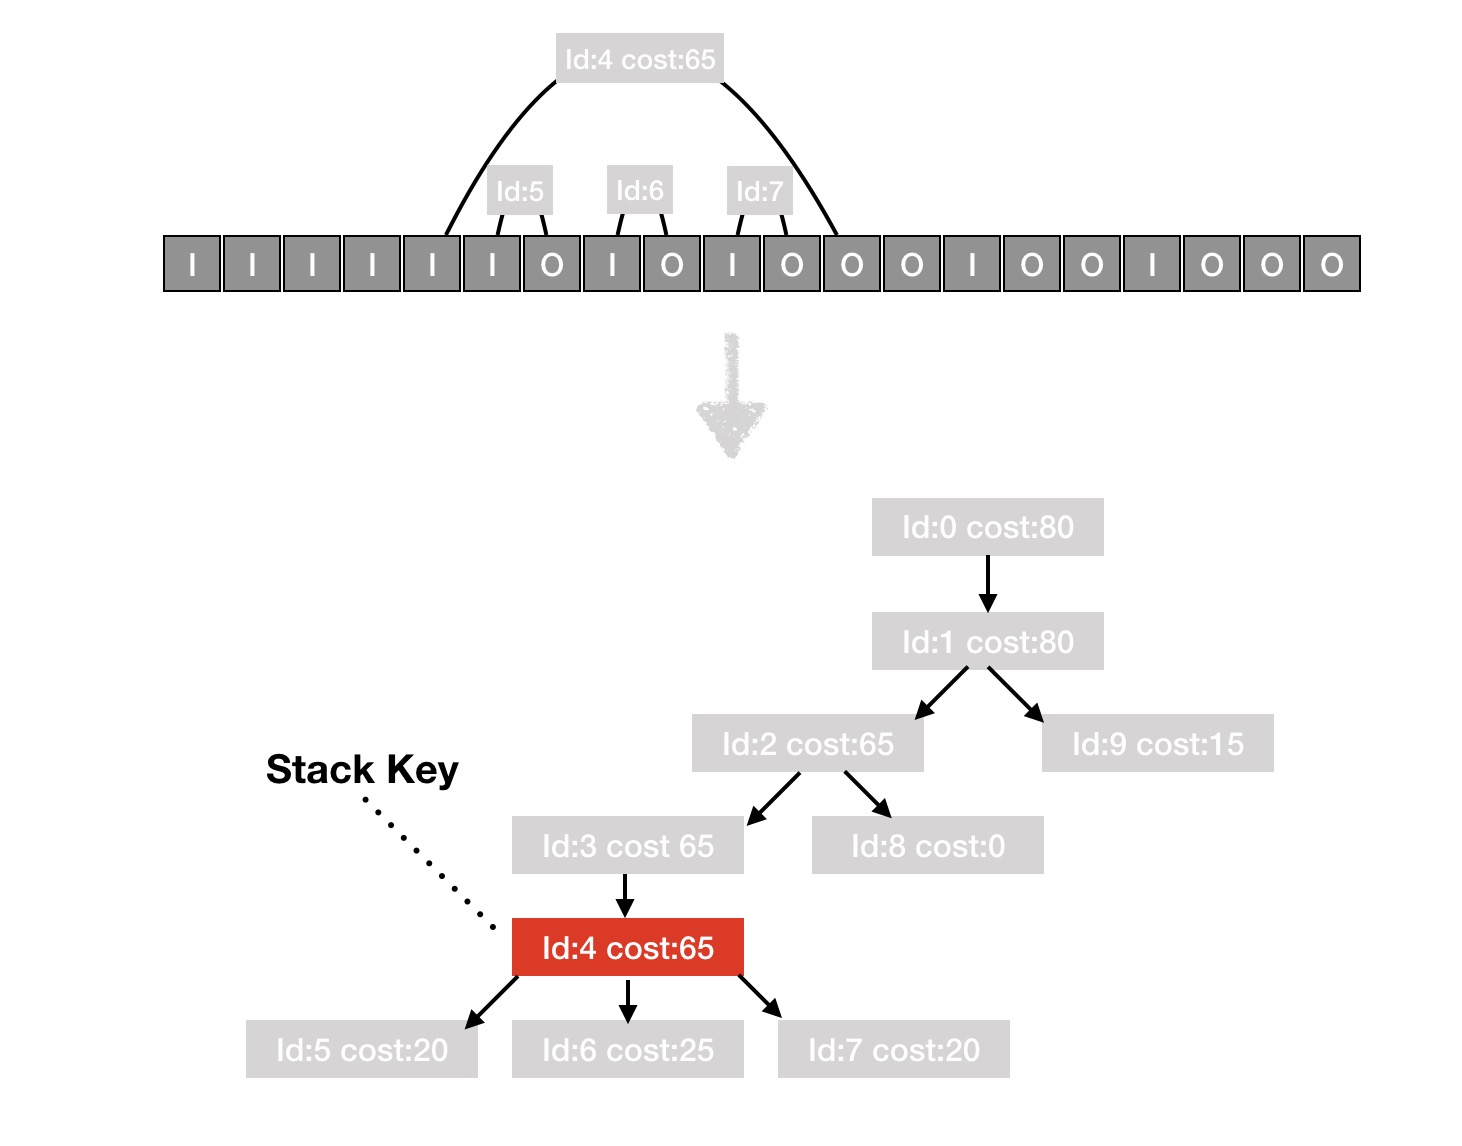 Id:4 cost:65
Id:5 Id:6 Id:7
I I I I I I O I O I O O O I O O I O O O
Id:0 cost:80
Id:1 cost:80
Id:2 cost:65 Id:9 cost:15
Stack Key
Id:3 cost 65 Id:8 cost:0
Id:4 cost:65
Id:5 cost:20 Id:6 cost:25 Id:7 cost:20